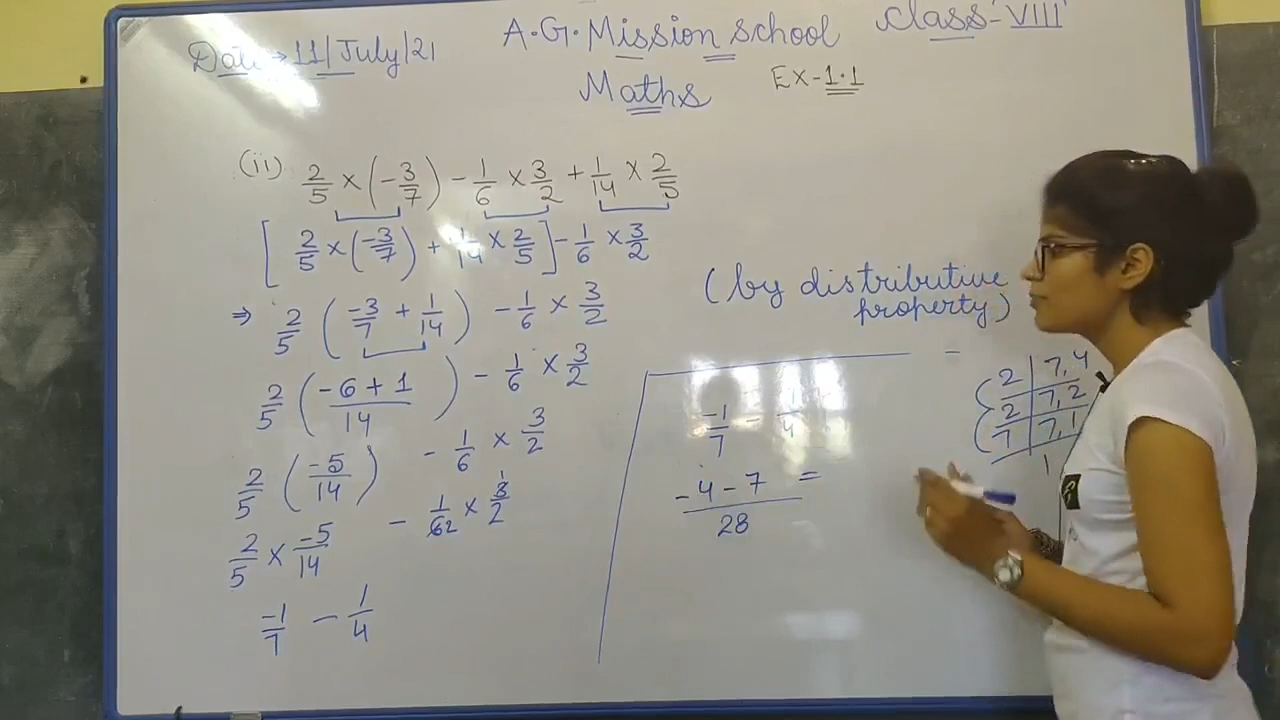 Date → 11/July/21
A.G. Mission school
Class-VIII
Maths
Ex-1.1
(ii) 2/5 × (-3/7) - 1/6 × 3/2 + 1/14 × 2/5
[ 2/5 × (-3/7) + 1/14 × 2/5 ] - 1/6 × 3/2
(by distributive
property)
⇒ 2/5 ( -3/7 + 1/14 ) - 1/6 × 3/2
2/5 ( -6+1 / 14 ) - 1/6 × 3/2
2/5 ( -5/14 ) - 1/6 × 3/2
2/5 × -5/14 - 1/62 × 3/2 1
-1/7 - 1/4
-1/7 - 1/4
-4-7 / 28 =
2 | 7, 4
2 | 7, 2
7 | 7, 1
1